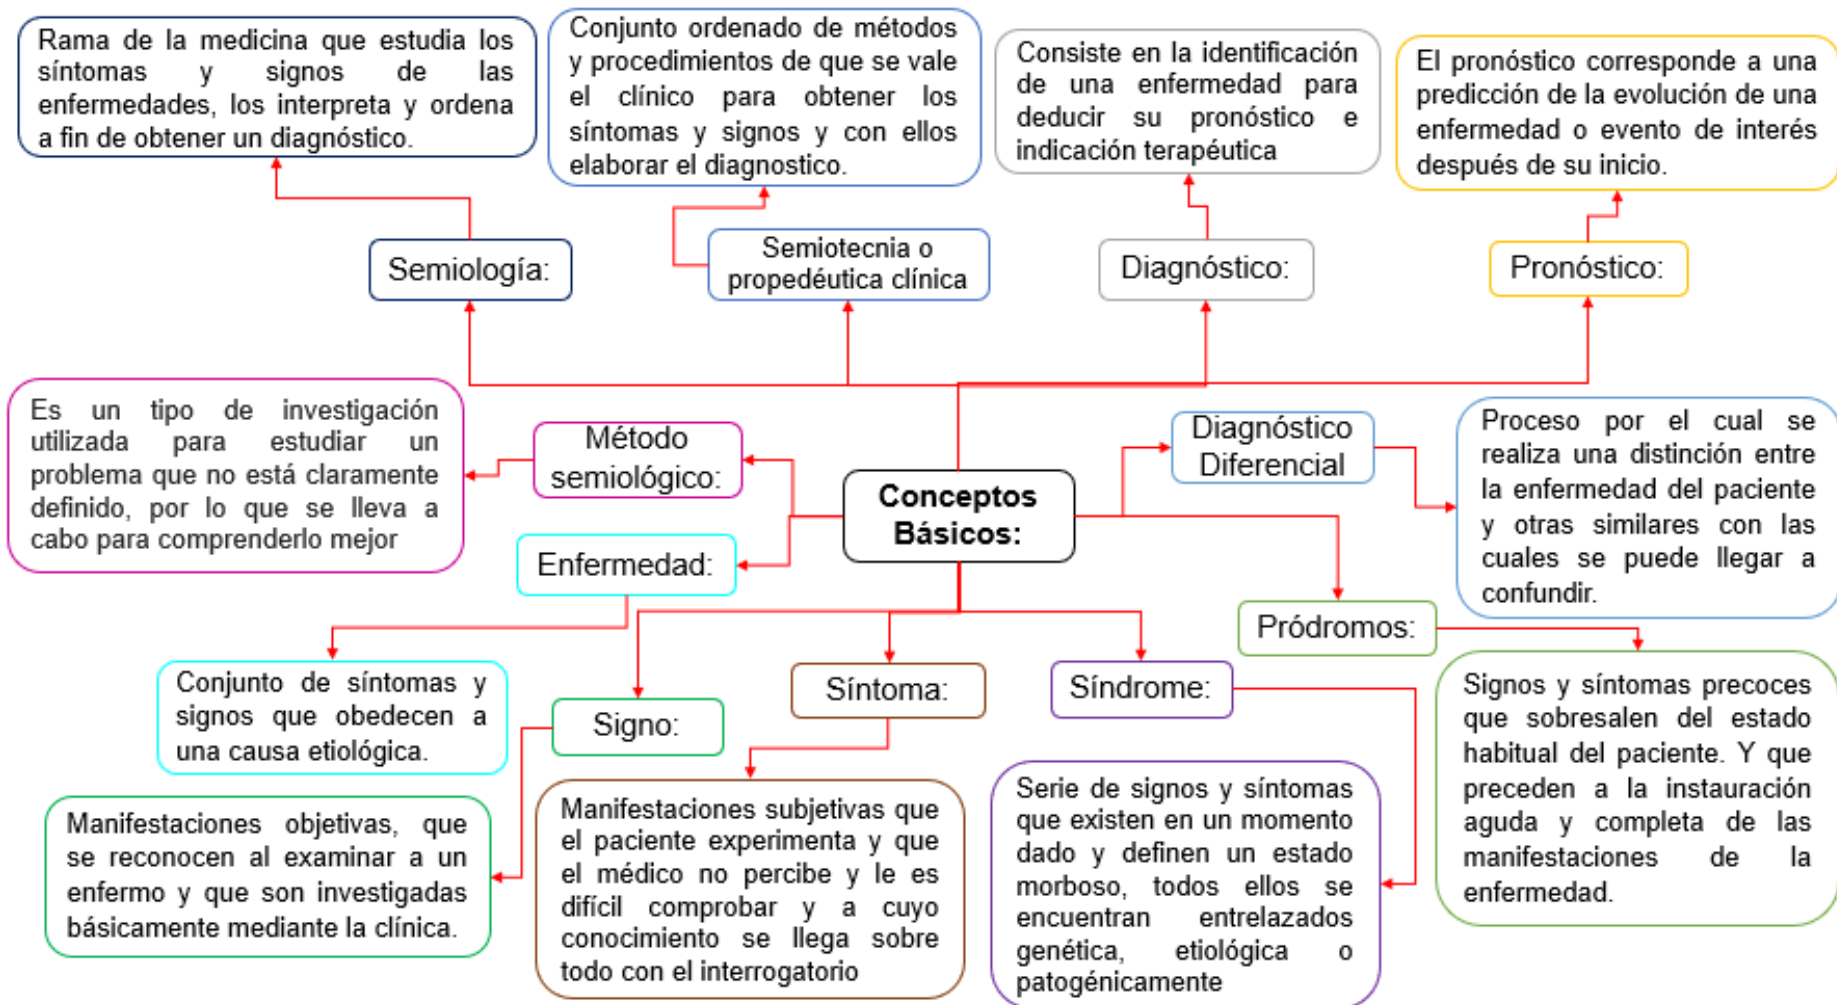 Rama de la medicina que estudia los
síntomas y signos de las
enfermedades, los interpreta y ordena
a fin de obtener un diagnóstico.
Conjunto ordenado de métodos
y procedimientos de que se vale
el clínico para obtener los
síntomas y signos y con ellos
elaborar el diagnostico.
Consiste en la identificación
de una enfermedad para
deducir su pronóstico e
indicación terapéutica
El pronóstico corresponde a una
predicción de la evolución de una
enfermedad o evento de interés
después de su inicio.
Semiología:
Semiotecnia o
propedéutica clínica
Diagnóstico:
Pronóstico:
Es un tipo de investigación
utilizada para estudiar un
problema que no está claramente
definido, por lo que se lleva a
cabo para comprenderlo mejor
Método
semiológico:
Conceptos
Básicos:
Diagnóstico
Diferencial
Proceso por el cual se
realiza una distinción entre
la enfermedad del paciente
y otras similares con las
cuales se puede llegar a
confundir.
Enfermedad:
Pródromos:
Conjunto de síntomas y
signos que obedecen a
una causa etiológica.
Signo:
Síntoma:
Síndrome:
Signos y síntomas precoces
que sobresalen del estado
habitual del paciente. Y que
preceden a la instauración
aguda y completa de las
manifestaciones de la
enfermedad.
Manifestaciones objetivas, que
se reconocen al examinar a un
enfermo y que son investigadas
básicamente mediante la clínica.
Manifestaciones subjetivas que
el paciente experimenta y que
el médico no percibe y le es
difícil comprobar y a cuyo
conocimiento se llega sobre
todo con el interrogatorio
Serie de signos y síntomas
que existen en un momento
dado y definen un estado
morboso, todos ellos se
encuentran entrelazados
genética, etiológica o
patogénicamente